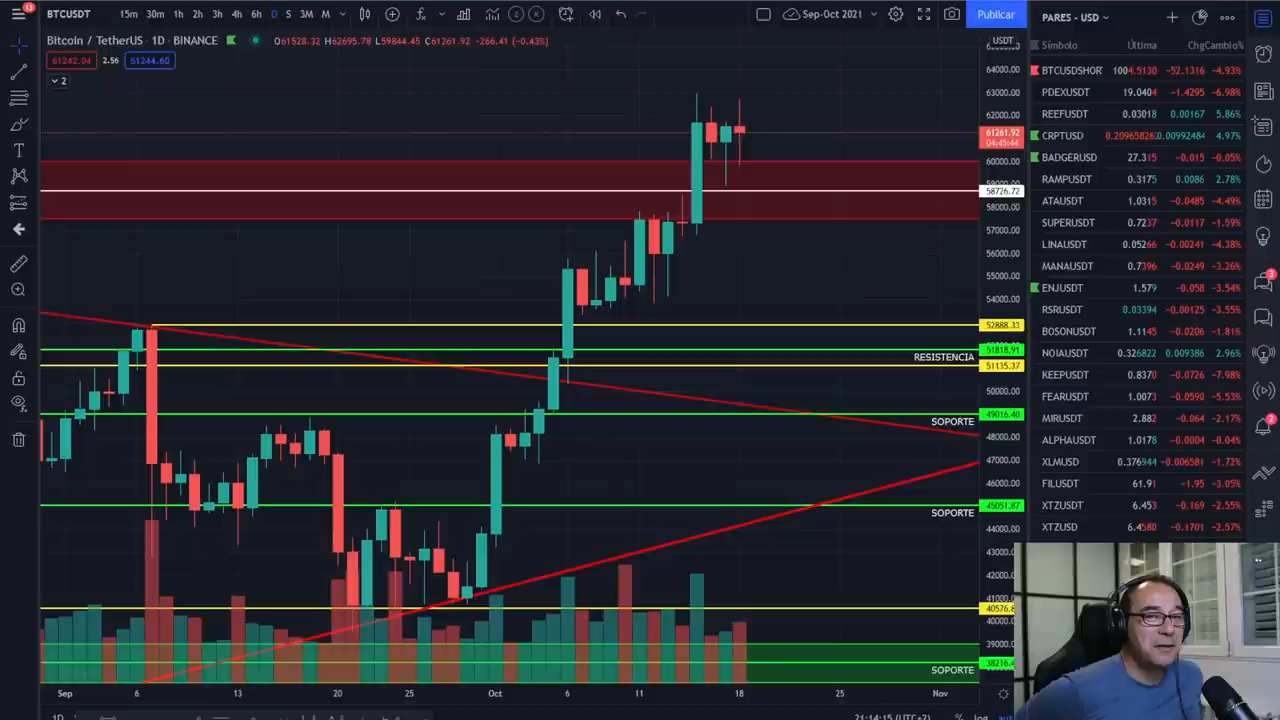 13
BTCUSDT 15m 30m 1h 2h 3h 4h 6h D S 3M M 2 K Sep-Oct 2021 Publicar
Bitcoin / TetherUS · 1D · BINANCE O61528.32 H62695.78 L59844.45 C61261.92 -266.41 (-0.43%)
61242.04 2.56 61244.60
2
USDT
64000.00
63000.00
62000.00
61261.92
04:45:44
60000.00
58726.72
58000.00
57000.00
56000.00
55000.00
54000.00
52888.33
51818.91
RESISTENCIA
51135.37
50000.00
49016.40
SOPORTE
48000.00
47000.00
46000.00
45051.87
SOPORTE
44000.00
43000.00
42000.00
41000.00
40576.8
39000.00
38216.4
SOPORTE
Sep 6 13 20 25 Oct 6 11 18 25 Nov
1D 21:14:15 (UTC+2) % log
PARES - USD
Símbolo Última Chg Cambio%
BTCUSDSHOR 1004.5130 -52.1316 -4.93%
PDEXUSDT 19.0404 -1.4295 -6.98%
REEFUSDT 0.03018 0.00167 5.86%
CRPTUSD 0.20965826 0.00992484 4.97%
BADGERUSD 27.315 -0.015 -0.05%
RAMPUSDT 0.3175 0.0086 2.78%
ATAUSDT 1.0315 -0.0485 -4.49%
SUPERUSDT 0.7237 -0.0117 -1.59%
LINAUSDT 0.05266 -0.00241 -4.38%
MANAUSDT 0.7396 -0.0249 -3.26%
ENJUSDT 1.579 -0.058 -3.54%
RSRUSDT 0.03394 -0.00125 -3.55%
BOSONUSDT 1.1145 -0.0206 -1.81%
NOIAUSDT 0.326822 0.009386 2.96%
KEEPUSDT 0.8370 -0.0726 -7.98%
FEARUSDT 1.0073 -0.0590 -5.53%
MIRUSDT 2.882 -0.064 -2.17%
ALPHAUSDT 1.0178 -0.0004 -0.04%
XLMUSD 0.376944 -0.006581 -1.72%
FILUSDT 61.91 -1.95 -3.05%
XTZUSDT 6.453 -0.169 -2.55%
XTZUSD 6.4580 -0.1701 -2.57%
3
2